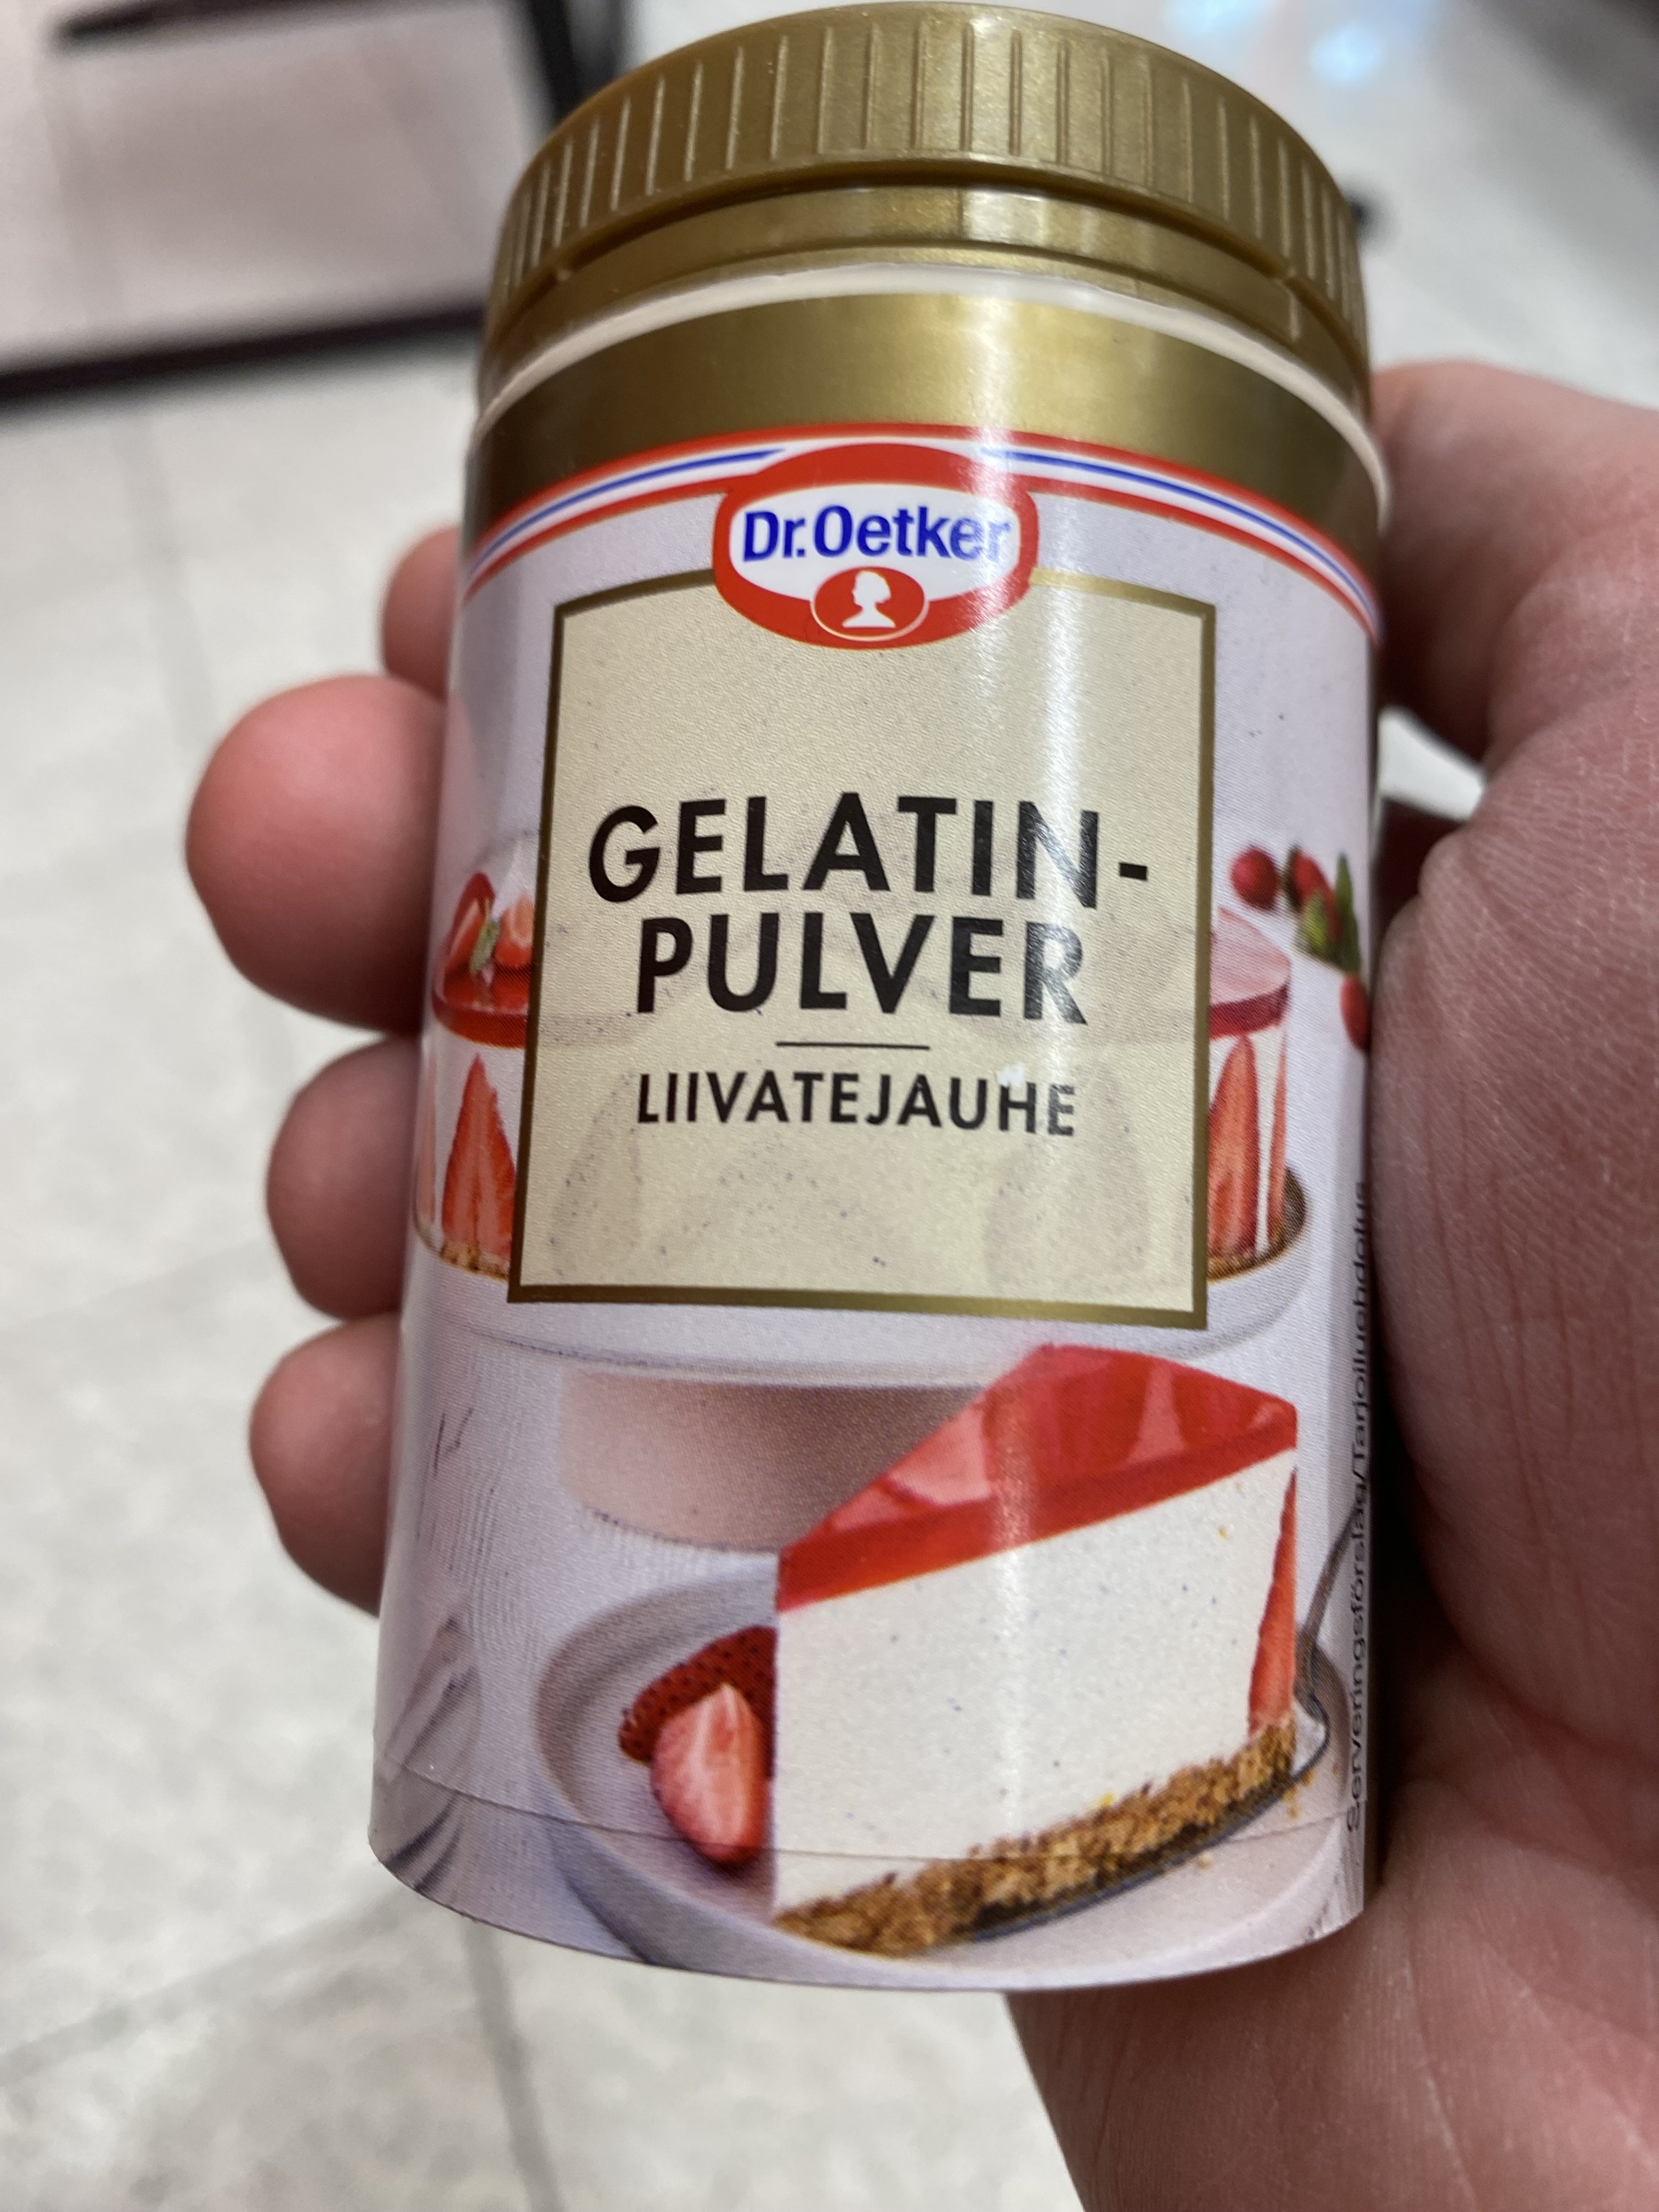 Dr.Oetker
GELATIN-
PULVER
LIIVATEJAUHE
Serveringsförslag/Tarjoiluehdotus